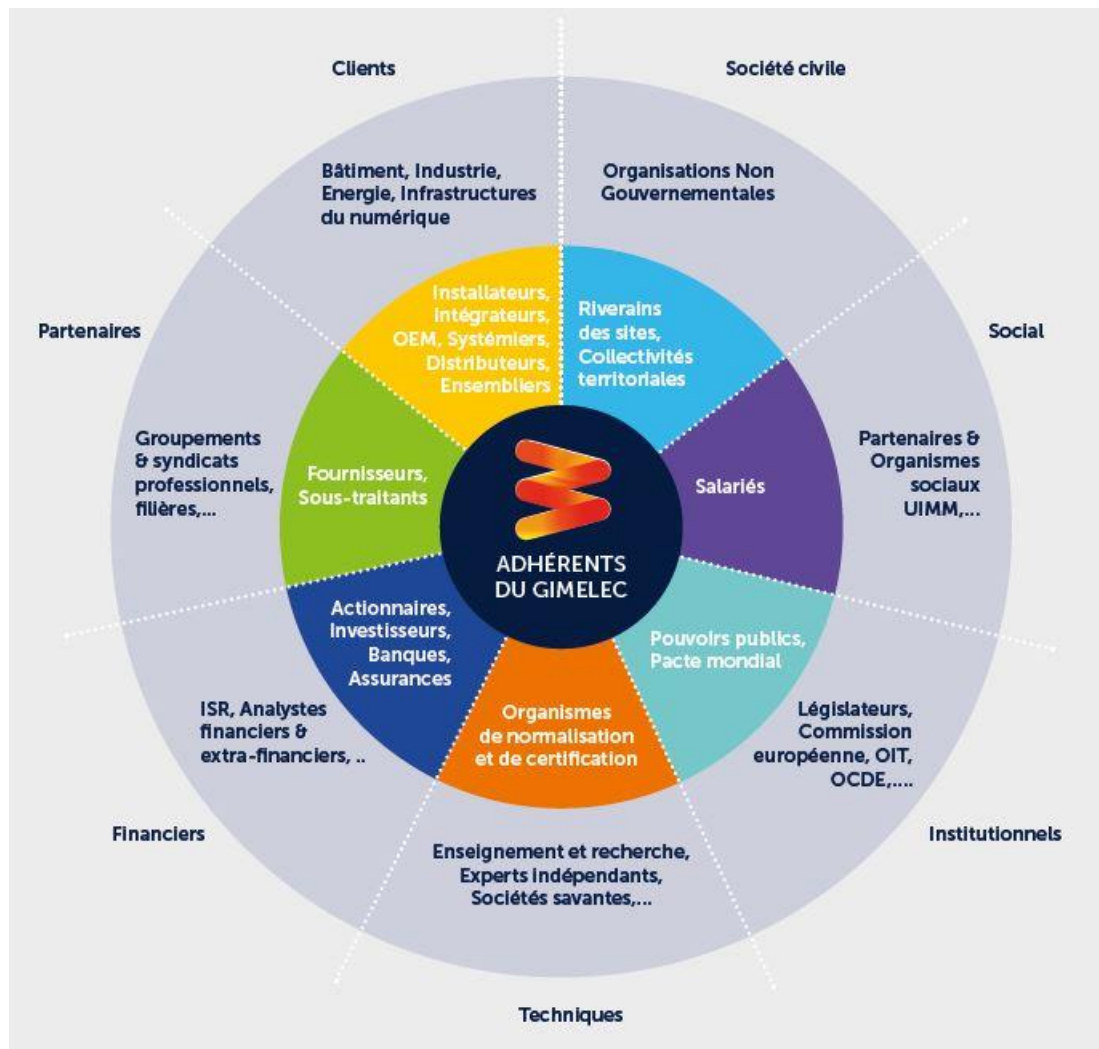 Clients
Société civile
Bâtiment, Industrie,
Energie, Infrastructures
du numérique
Organisations Non
Gouvernementales
Installateurs,
Intégrateurs,
OEM, Systémiers,
Distributeurs,
Ensembliers
Riverains
des sites,
Collectivités
territoriales
Partenaires
Social
Groupements
& syndicats
professionnels,
filières,...
Fournisseurs,
Sous-traitants
Salariés
Partenaires &
Organismes
sociaux
UIMM,...
ADHÉRENTS
DU GIMELEC
Actionnaires,
Investisseurs,
Banques,
Assurances
Pouvoirs publics,
Pacte mondial
ISR, Analystes
financiers &
extra-financiers, ..
Organismes
de normalisation
et de certification
Législateurs,
Commission
européenne, OIT,
OCDE,....
Financiers
Institutionnels
Enseignement et recherche,
Experts indépendants,
Sociétés savantes,...
Techniques